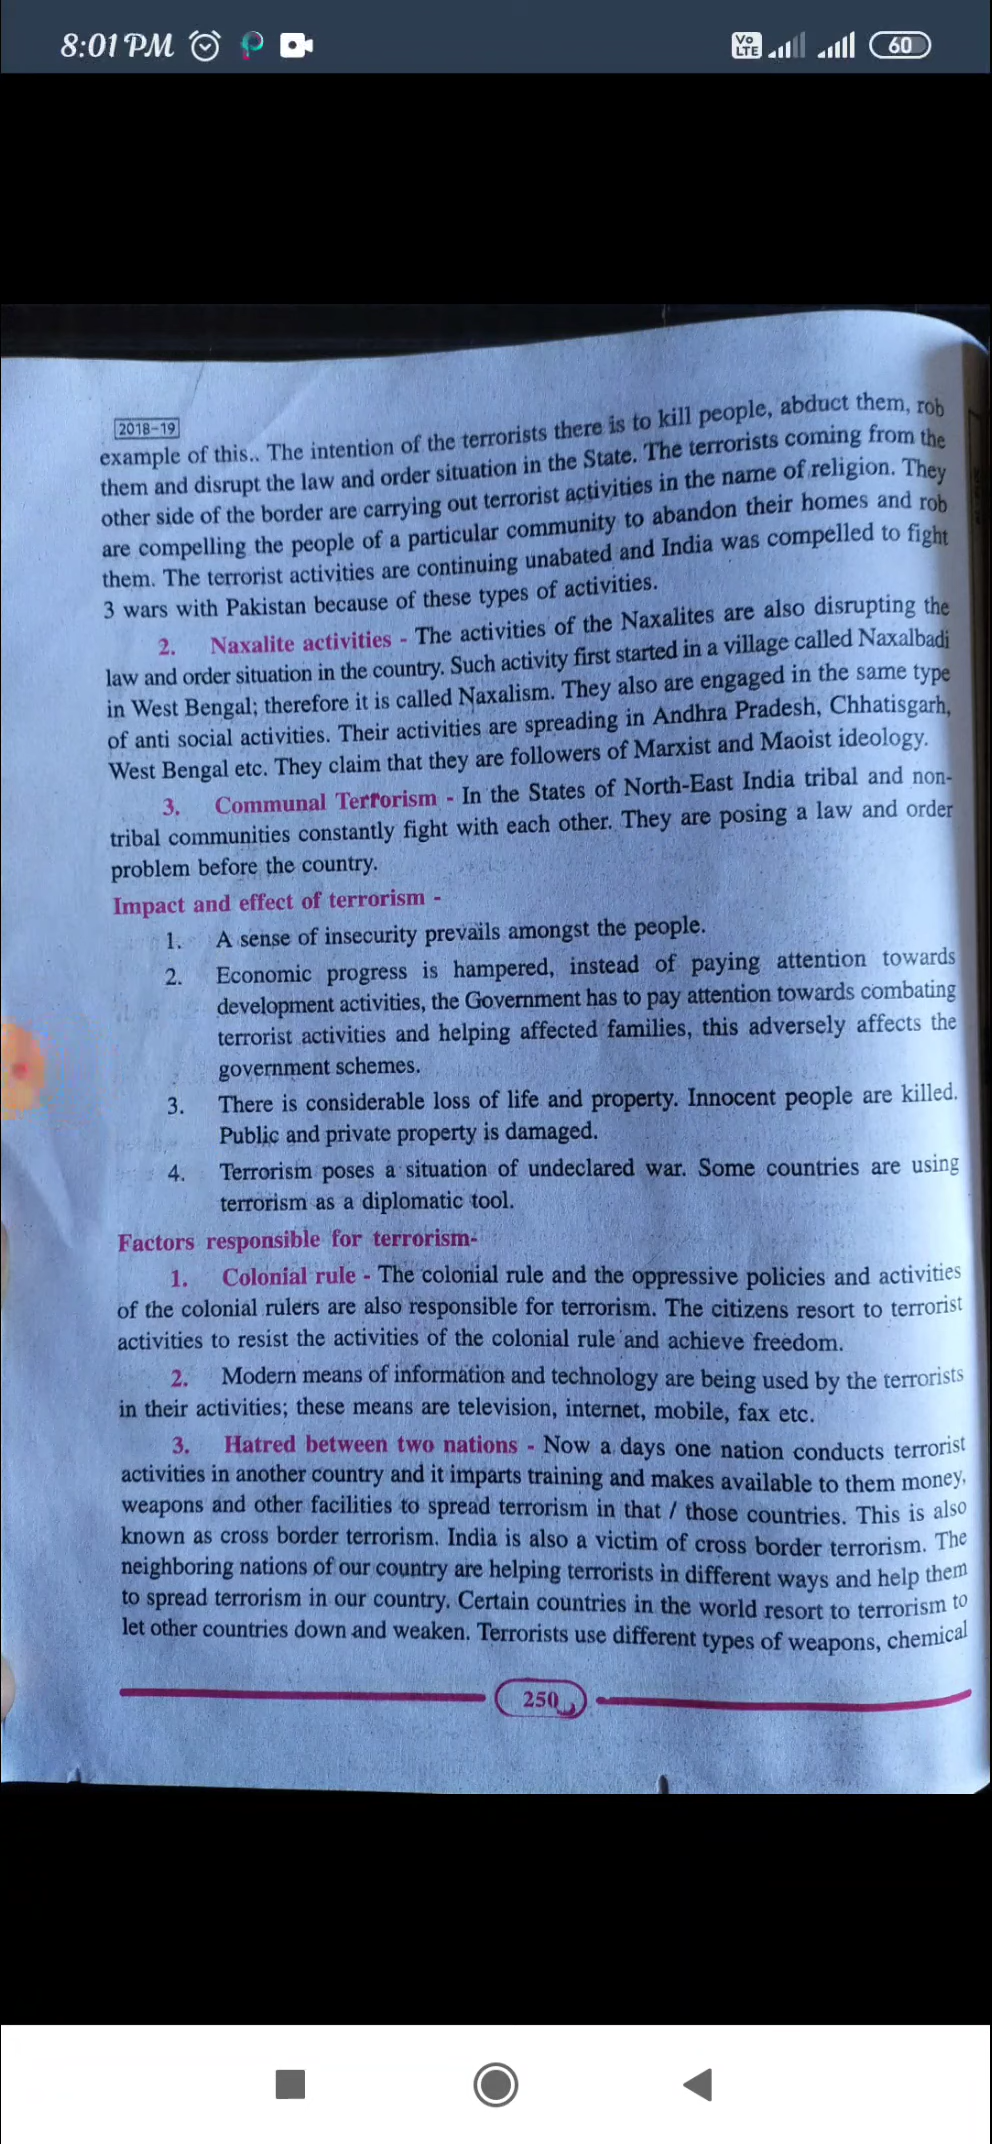 8:01 PM
Vo LTE
60
2018-19
example of this.. The intention of the terrorists there is to kill people, abduct them, rob
them and disrupt the law and order situation in the State. The terrorists coming from the
other side of the border are carrying out terrorist activities in the name of religion. They
are compelling the people of a particular community to abandon their homes and rob
them. The terrorist activities are continuing unabated and India was compelled to fight
3 wars with Pakistan because of these types of activities.
2. Naxalite activities - The activities of the Naxalites are also disrupting the
law and order situation in the country. Such activity first started in a village called Naxalbadi
in West Bengal; therefore it is called Naxalism. They also are engaged in the same type
of anti social activities. Their activities are spreading in Andhra Pradesh, Chhatisgarh,
West Bengal etc. They claim that they are followers of Marxist and Maoist ideology.
3. Communal Terrorism - In the States of North-East India tribal and non-
tribal communities constantly fight with each other. They are posing a law and order
problem before the country.
Impact and effect of terrorism -
1. A sense of insecurity prevails amongst the people.
2. Economic progress is hampered, instead of paying attention towards
development activities, the Government has to pay attention towards combating
terrorist activities and helping affected families, this adversely affects the
government schemes.
3. There is considerable loss of life and property. Innocent people are killed.
Public and private property is damaged.
4. Terrorism poses a situation of undeclared war. Some countries are using
terrorism as a diplomatic tool.
Factors responsible for terrorism-
1. Colonial rule - The colonial rule and the oppressive policies and activities
of the colonial rulers are also responsible for terrorism. The citizens resort to terrorist
activities to resist the activities of the colonial rule and achieve freedom.
2. Modern means of information and technology are being used by the terrorists
in their activities; these means are television, internet, mobile, fax etc.
3. Hatred between two nations - Now a days one nation conducts terrorist
activities in another country and it imparts training and makes available to them money,
weapons and other facilities to spread terrorism in that / those countries. This is also
known as cross border terrorism. India is also a victim of cross border terrorism. The
neighboring nations of our country are helping terrorists in different ways and help them
to spread terrorism in our country. Certain countries in the world resort to terrorism to
let other countries down and weaken. Terrorists use different types of weapons, chemical
250